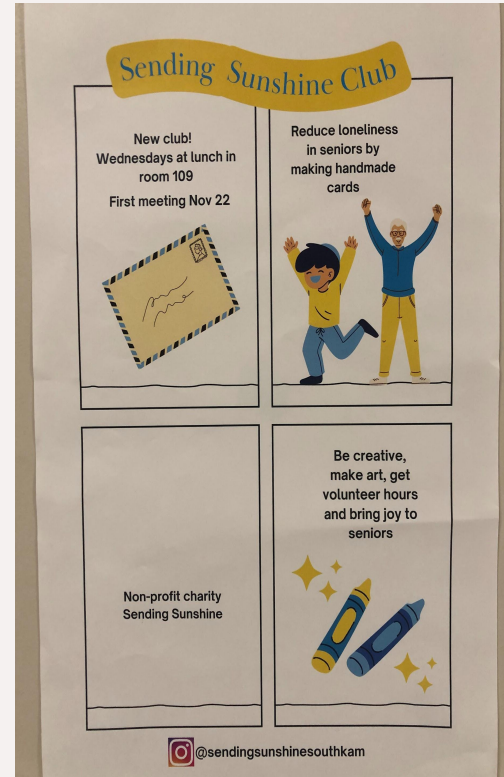 Sending Sunshine Club
New club!
Wednesdays at lunch in
room 109
First meeting Nov 22
Reduce loneliness
in seniors by
making handmade
cards
Non-profit charity
Sending Sunshine
Be creative,
make art, get
volunteer hours
and bring joy to
seniors
@sendingsunshinesouthkam